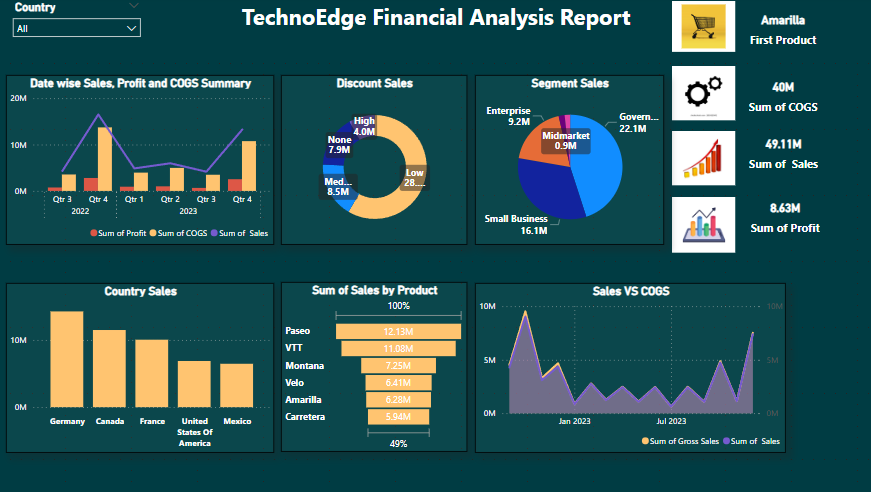 Country
All
TechnoEdge Financial Analysis Report
Amarilla
First Product
40M
Sum of COGS
49.11M
Sum of Sales
8.63M
Sum of Profit
Date wise Sales, Profit and COGS Summary
20M
10M
0M
Qtr 3 Qtr 4 Qtr 1 Qtr 2 Qtr 3 Qtr 4
2022 2023
Sum of Profit Sum of COGS Sum of Sales
Discount Sales
High
4.0M
None
7.9M
Med...
8.5M
Low
28....
Segment Sales
Enterprise
9.2M
Govern...
22.1M
Midmarket
0.9M
Small Business
16.1M
Country Sales
10M
0M
Germany Canada France United States Of America Mexico
Sum of Sales by Product
100%
Paseo 12.13M
VTT 11.08M
Montana 7.25M
Velo 6.41M
Amarilla 6.28M
Carretera 5.94M
49%
Sales VS COGS
10M 10M
5M 5M
0M 0M
Jan 2023 Jul 2023
Sum of Gross Sales Sum of Sales